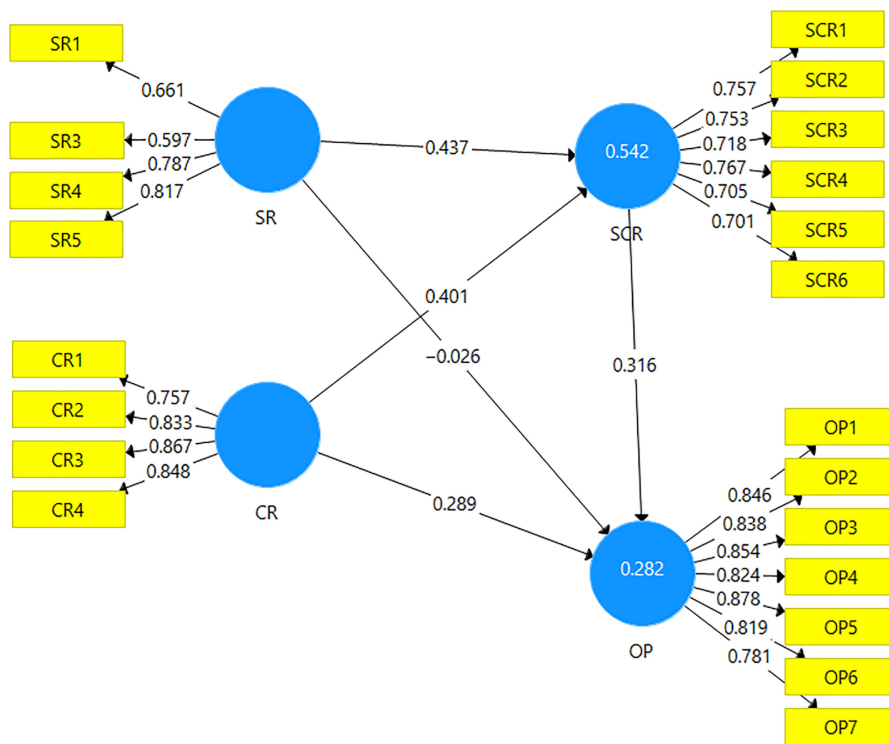 SR1
0.661
SR3
0.597
SR4
0.787
SR5
0.817
SR
0.437
0.542
SCR
SCR1
0.757
SCR2
0.753
SCR3
0.718
SCR4
0.767
SCR5
0.705
SCR6
0.701
0.401
−0.026
0.316
CR1
0.757
CR2
0.833
CR3
0.867
CR4
0.848
CR
0.289
0.282
OP
OP1
0.846
OP2
0.838
OP3
0.854
OP4
0.824
OP5
0.878
OP6
0.819
OP7
0.781